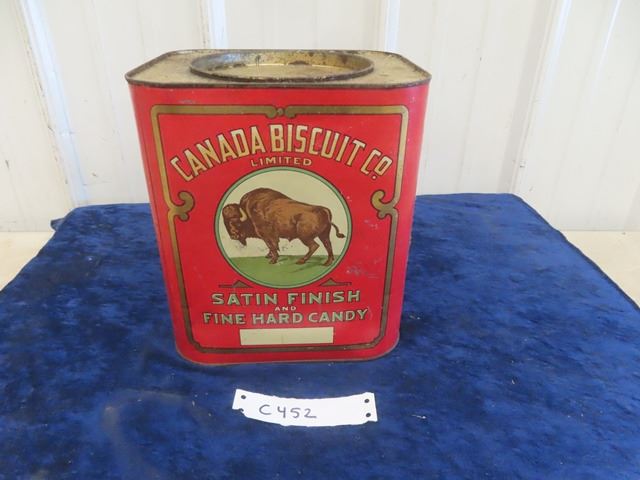 CANADA BISCUIT CO.
LIMITED
SATIN FINISH
AND
FINE HARD CANDY
C452